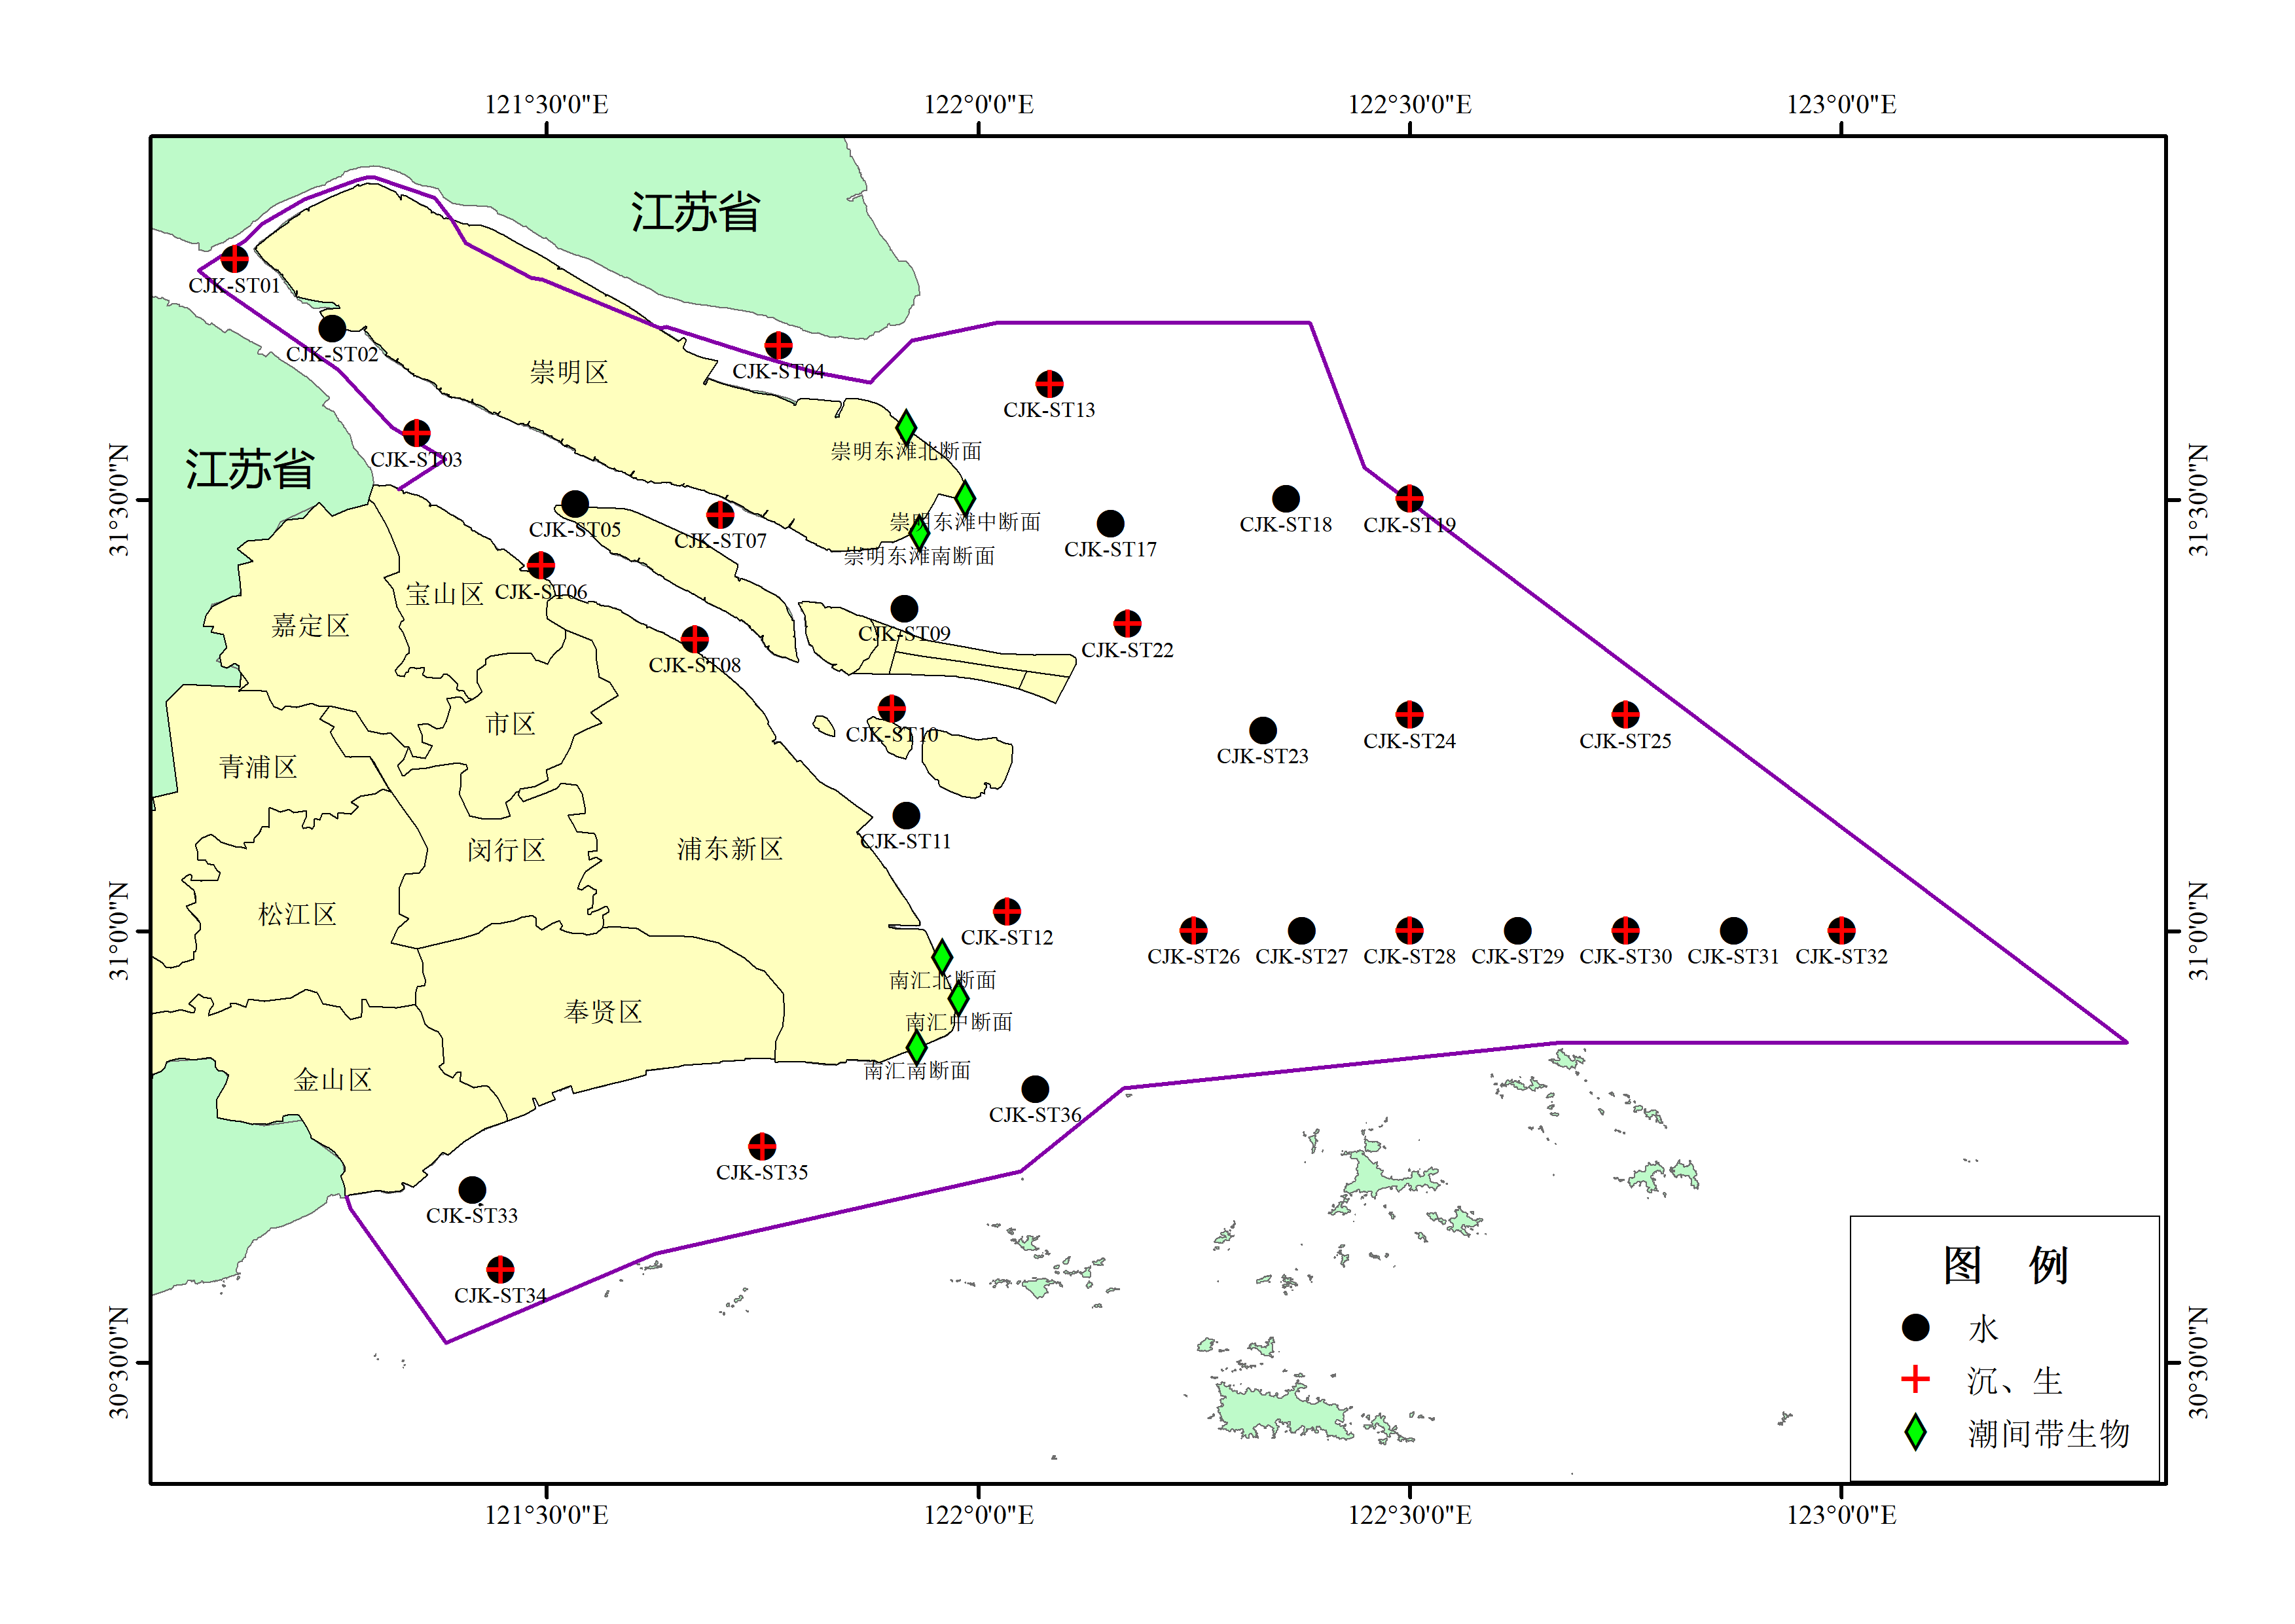 121°30'0"E
122°0'0"E
122°30'0"E
123°0'0"E
江苏省
CJK-ST01
CJK-ST02
崇明区
CJK-ST04
CJK-ST13
崇明东滩北断面
CJK-ST03
江苏省
31°30'0"N
31°30'0"N
CJK-ST05
CJK-ST07
崇明东滩中断面
CJK-ST17
CJK-ST18
CJK-ST19
崇明东滩南断面
宝山区
CJK-ST06
嘉定区
CJK-ST09
CJK-ST08
CJK-ST22
市区
CJK-ST10
CJK-ST23
CJK-ST24
CJK-ST25
青浦区
闵行区
浦东新区
CJK-ST11
松江区
31°0'0"N
31°0'0"N
CJK-ST12
CJK-ST26
CJK-ST27
CJK-ST28
CJK-ST29
CJK-ST30
CJK-ST31
CJK-ST32
南汇北断面
奉贤区
南汇中断面
金山区
南汇南断面
CJK-ST36
CJK-ST35
CJK-ST33
CJK-ST34
30°30'0"N
30°30'0"N
图 例
水
沉、生
潮间带生物
121°30'0"E
122°0'0"E
122°30'0"E
123°0'0"E